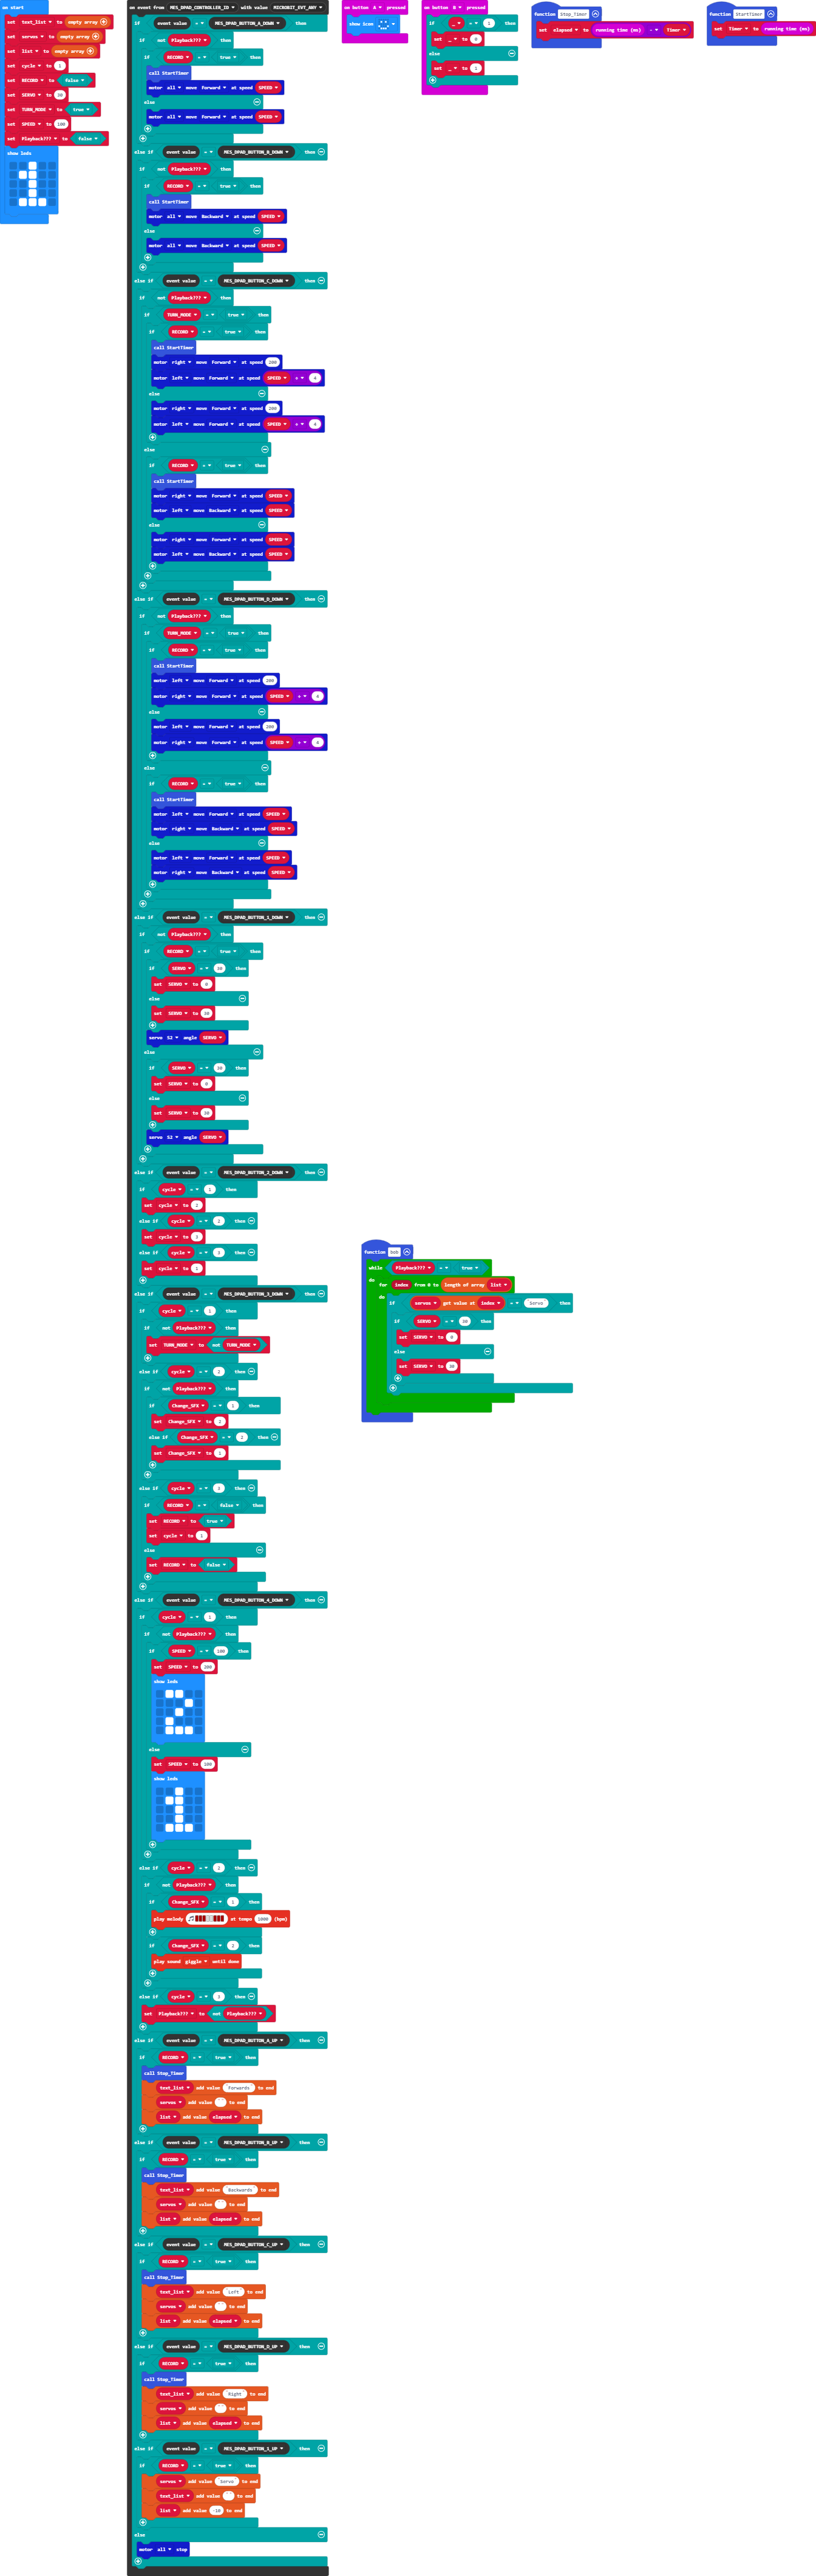 on start
set text_list to empty array
set servos to empty array
set list to empty array
set cycle to 1
set RECORD to false
set SERVO to 30
set TURN_MODE to true
set SPEED to 100
set Playback??? to false
show leds
on event from MES_DPAD_CONTROLLER_ID with value MICROBIT_EVT_ANY
if event value = MES_DPAD_BUTTON_A_DOWN then
if not Playback??? then
if RECORD = true then
call StartTimer
motor all move Forward at speed SPEED
else
motor all move Forward at speed SPEED
else if event value = MES_DPAD_BUTTON_B_DOWN then
if not Playback??? then
if RECORD = true then
call StartTimer
motor all move Backward at speed SPEED
else
motor all move Backward at speed SPEED
else if event value = MES_DPAD_BUTTON_C_DOWN then
if not Playback??? then
if TURN_MODE = true then
if RECORD = true then
call StartTimer
motor right move Forward at speed 200
motor left move Forward at speed SPEED ÷ 4
else
motor right move Forward at speed 200
motor left move Forward at speed SPEED ÷ 4
else
if RECORD = true then
call StartTimer
motor right move Forward at speed SPEED
motor left move Backward at speed SPEED
else
motor right move Forward at speed SPEED
motor left move Backward at speed SPEED
else if event value = MES_DPAD_BUTTON_D_DOWN then
if not Playback??? then
if TURN_MODE = true then
if RECORD = true then
call StartTimer
motor left move Forward at speed 200
motor right move Forward at speed SPEED ÷ 4
else
motor left move Forward at speed 200
motor right move Forward at speed SPEED ÷ 4
else
if RECORD = true then
call StartTimer
motor left move Forward at speed SPEED
motor right move Backward at speed SPEED
else
motor left move Forward at speed SPEED
motor right move Backward at speed SPEED
else if event value = MES_DPAD_BUTTON_1_DOWN then
if not Playback??? then
if RECORD = true then
if SERVO = 30 then
set SERVO to 0
else
set SERVO to 30
servo S2 angle SERVO
else
if SERVO = 30 then
set SERVO to 0
else
set SERVO to 30
servo S2 angle SERVO
else if event value = MES_DPAD_BUTTON_2_DOWN then
if cycle = 1 then
set cycle to 2
else if cycle = 2 then
set cycle to 3
else if cycle = 3 then
set cycle to 1
else if event value = MES_DPAD_BUTTON_3_DOWN then
if cycle = 1 then
if not Playback??? then
set TURN_MODE to not TURN_MODE
else if cycle = 2 then
if not Playback??? then
if Change_SFX = 1 then
set Change_SFX to 2
else if Change_SFX = 2 then
set Change_SFX to 1
else if cycle = 3 then
if RECORD = false then
set RECORD to true
set cycle to 1
else
set RECORD to false
else if event value = MES_DPAD_BUTTON_4_DOWN then
if cycle = 1 then
if not Playback??? then
if SPEED = 100 then
set SPEED to 200
show leds
else
set SPEED to 100
show leds
else if cycle = 2 then
if not Playback??? then
if Change_SFX = 1 then
play melody at tempo 1000 (bpm)
if Change_SFX = 2 then
play sound giggle until done
else if cycle = 3 then
set Playback??? to not Playback???
else if event value = MES_DPAD_BUTTON_A_UP then
if RECORD = true then
call Stop_Timer
text_list add value Forwards to end
servos add value to end
list add value elapsed to end
else if event value = MES_DPAD_BUTTON_B_UP then
if RECORD = true then
call Stop_Timer
text_list add value Backwards to end
servos add value to end
list add value elapsed to end
else if event value = MES_DPAD_BUTTON_C_UP then
if RECORD = true then
call Stop_Timer
text_list add value Left to end
servos add value to end
list add value elapsed to end
else if event value = MES_DPAD_BUTTON_D_UP then
if RECORD = true then
call Stop_Timer
text_list add value Right to end
servos add value to end
list add value elapsed to end
else if event value = MES_DPAD_BUTTON_1_UP then
if RECORD = true then
servos add value Servo to end
text_list add value to end
list add value -10 to end
else
motor all stop
on button A pressed
show icon
on button B pressed
if _ = 1 then
set _ to 0
else
set _ to 1
function Stop_Timer
set elapsed to running time (ms) - Timer
function StartTimer
set Timer to running time (ms)
function bob
while Playback??? = true
do
for index from 0 to length of array list
do
if servos get value at index = Servo then
if SERVO = 30 then
set SERVO to 0
else
set SERVO to 30